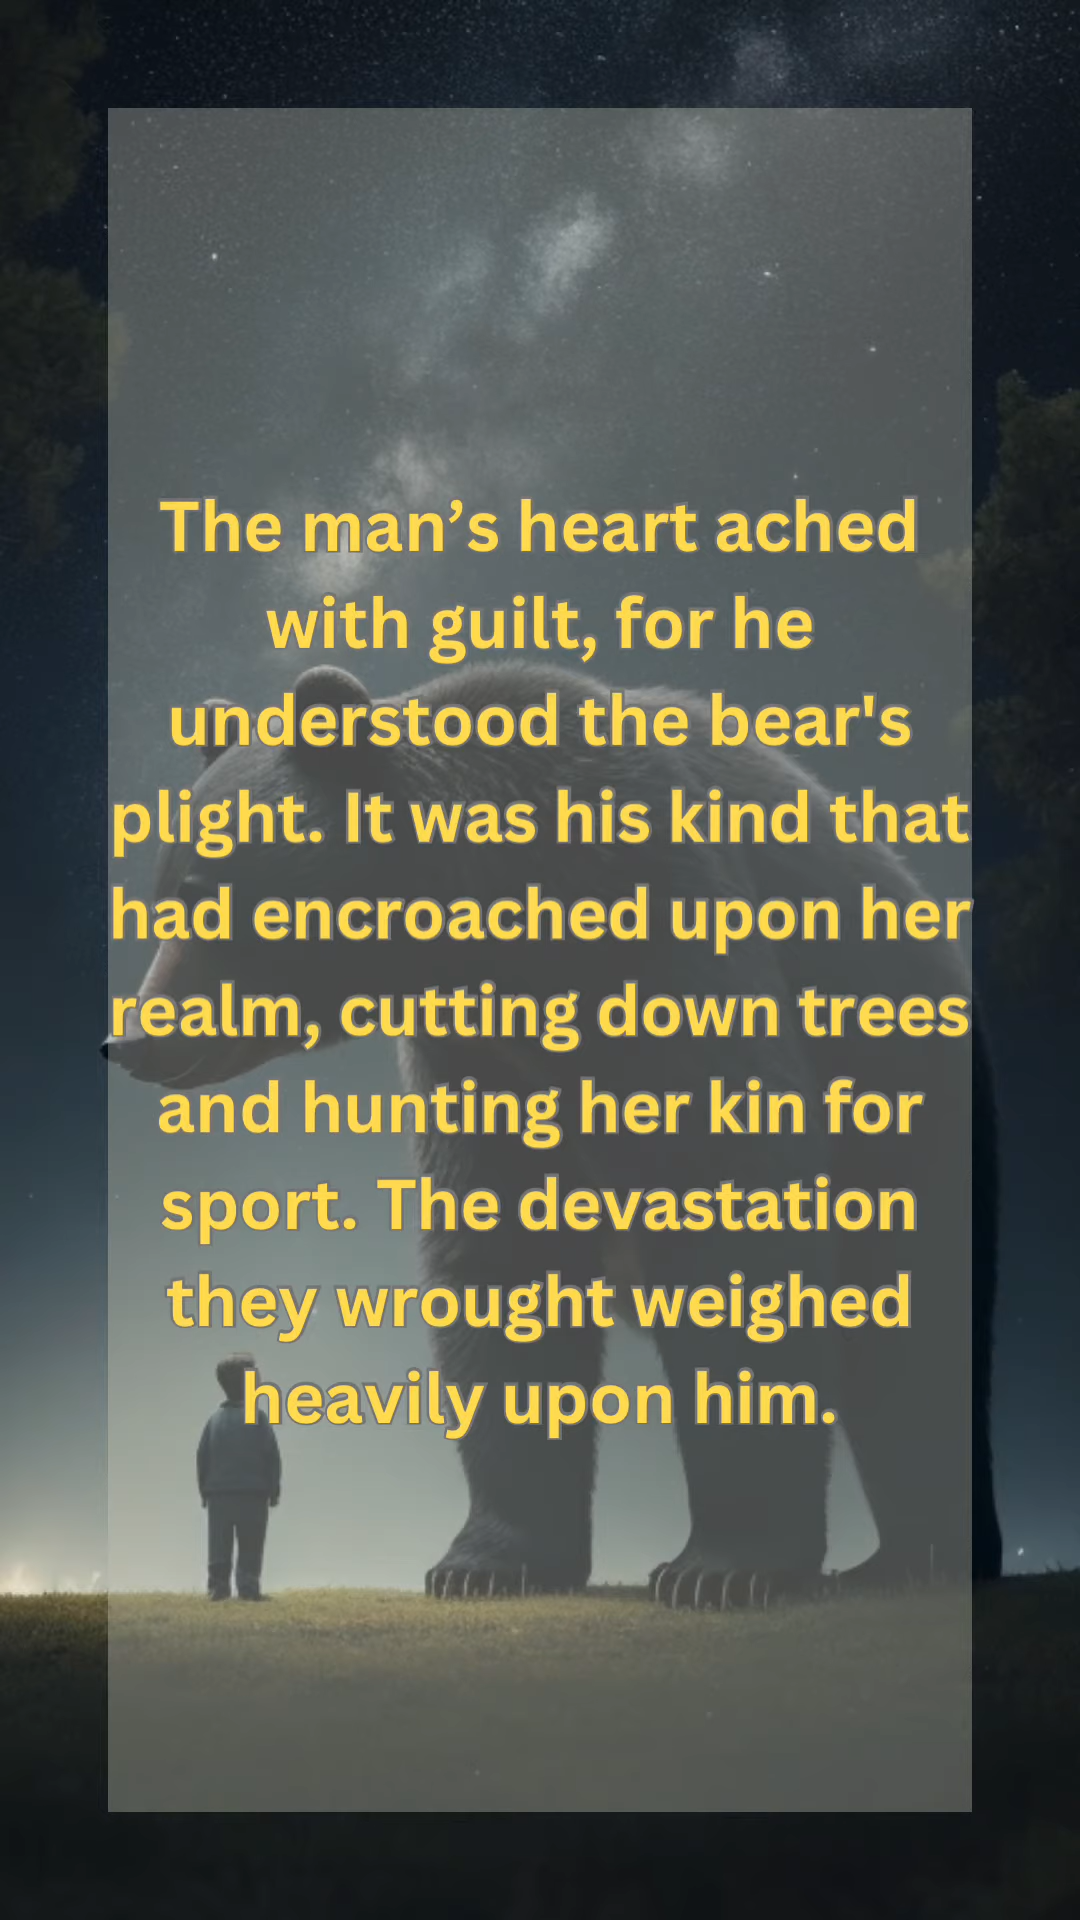 The man’s heart ached
with guilt, for he
understood the bear's
plight. It was his kind that
had encroached upon her
realm, cutting down trees
and hunting her kin for
sport. The devastation
they wrought weighed
heavily upon him.